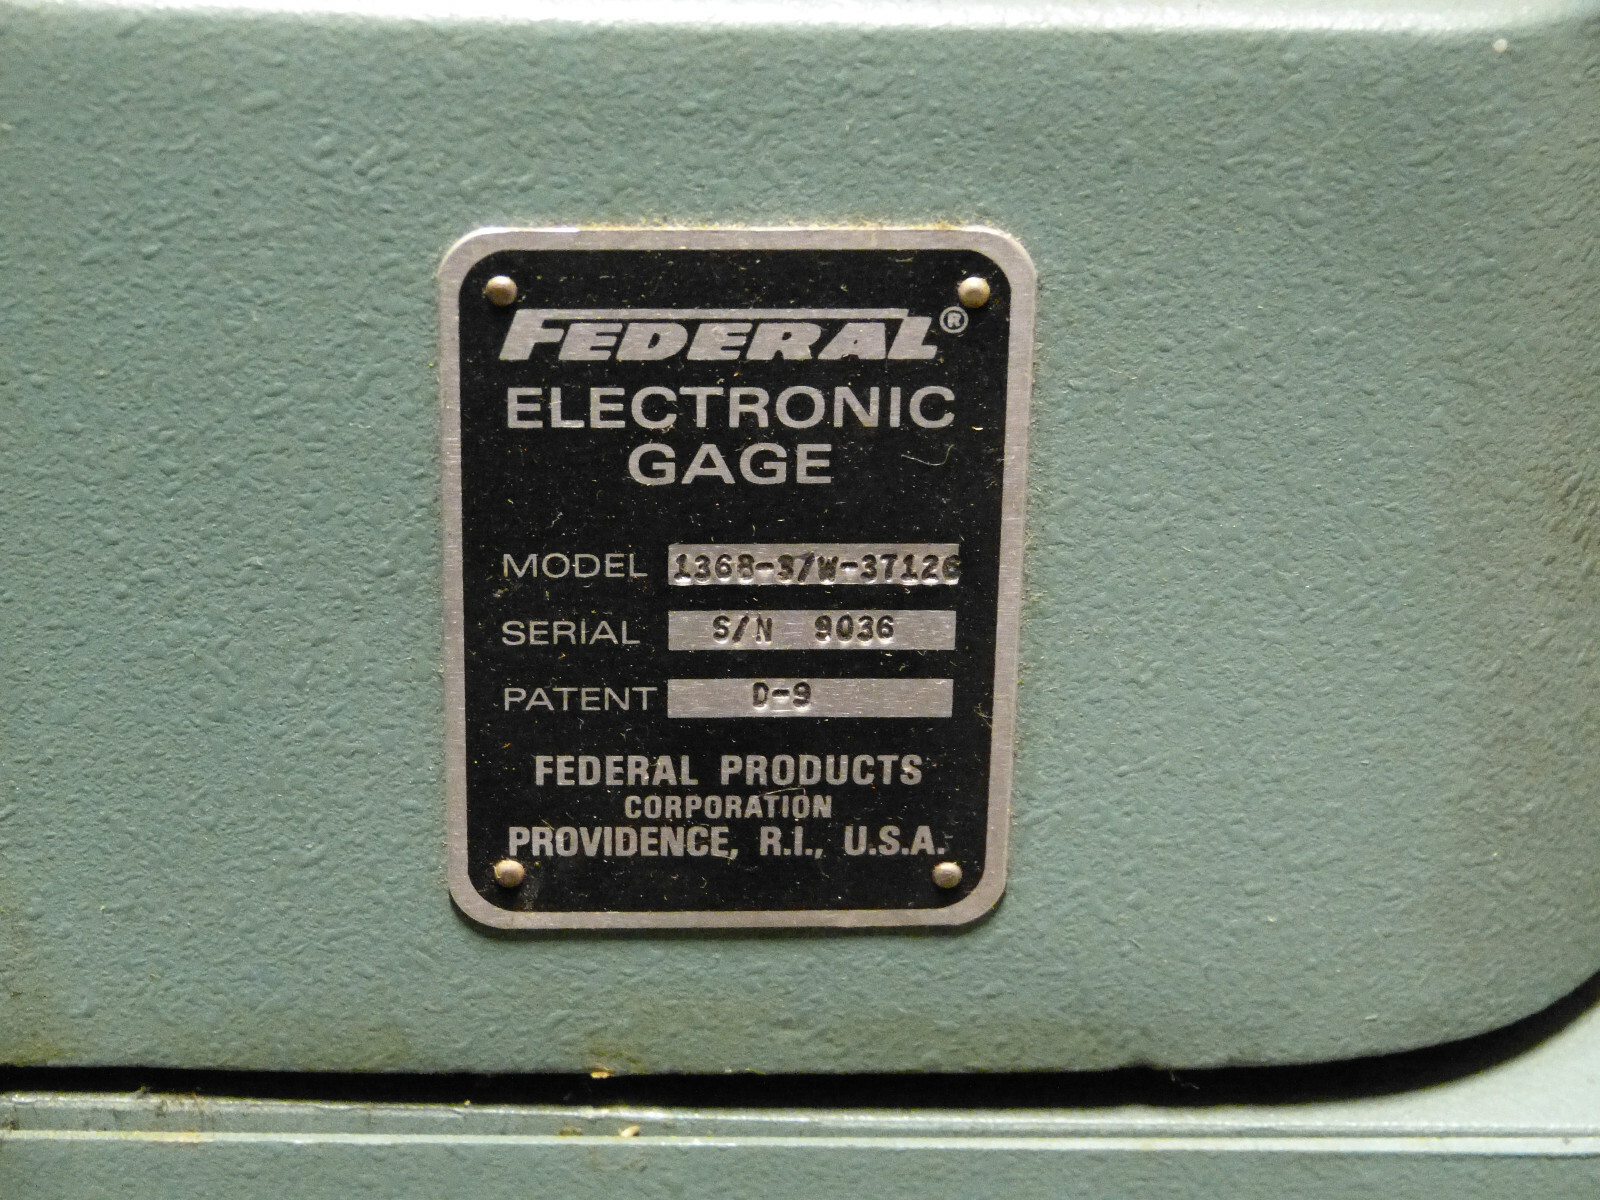 FEDERAL®
ELECTRONIC
GAGE
MODEL 1368-S/W-37126
SERIAL S/N 9036
PATENT D-9
FEDERAL PRODUCTS
CORPORATION
PROVIDENCE, R.I., U.S.A.